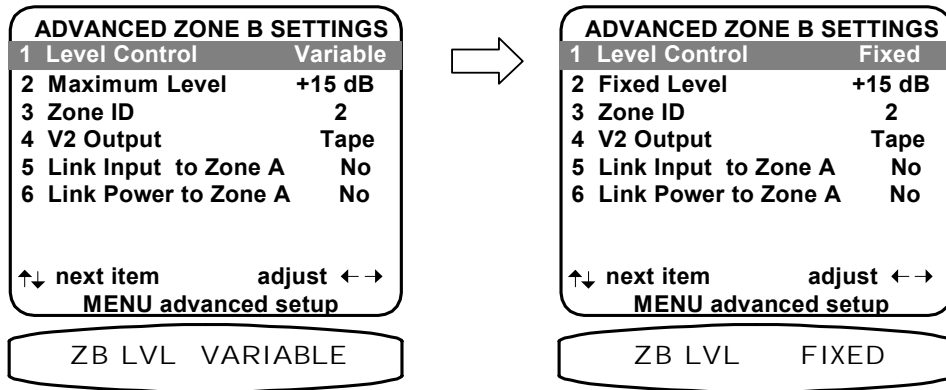 ADVANCED ZONE B SETTINGS
1 Level Control Variable
2 Maximum Level +15 dB
3 Zone ID 2
4 V2 Output Tape
5 Link Input to Zone A No
6 Link Power to Zone A No
↑↓ next item adjust ←→
MENU advanced setup
ZB LVL VARIABLE
ADVANCED ZONE B SETTINGS
1 Level Control Fixed
2 Fixed Level +15 dB
3 Zone ID 2
4 V2 Output Tape
5 Link Input to Zone A No
6 Link Power to Zone A No
↑↓ next item adjust ←→
MENU advanced setup
ZB LVL FIXED